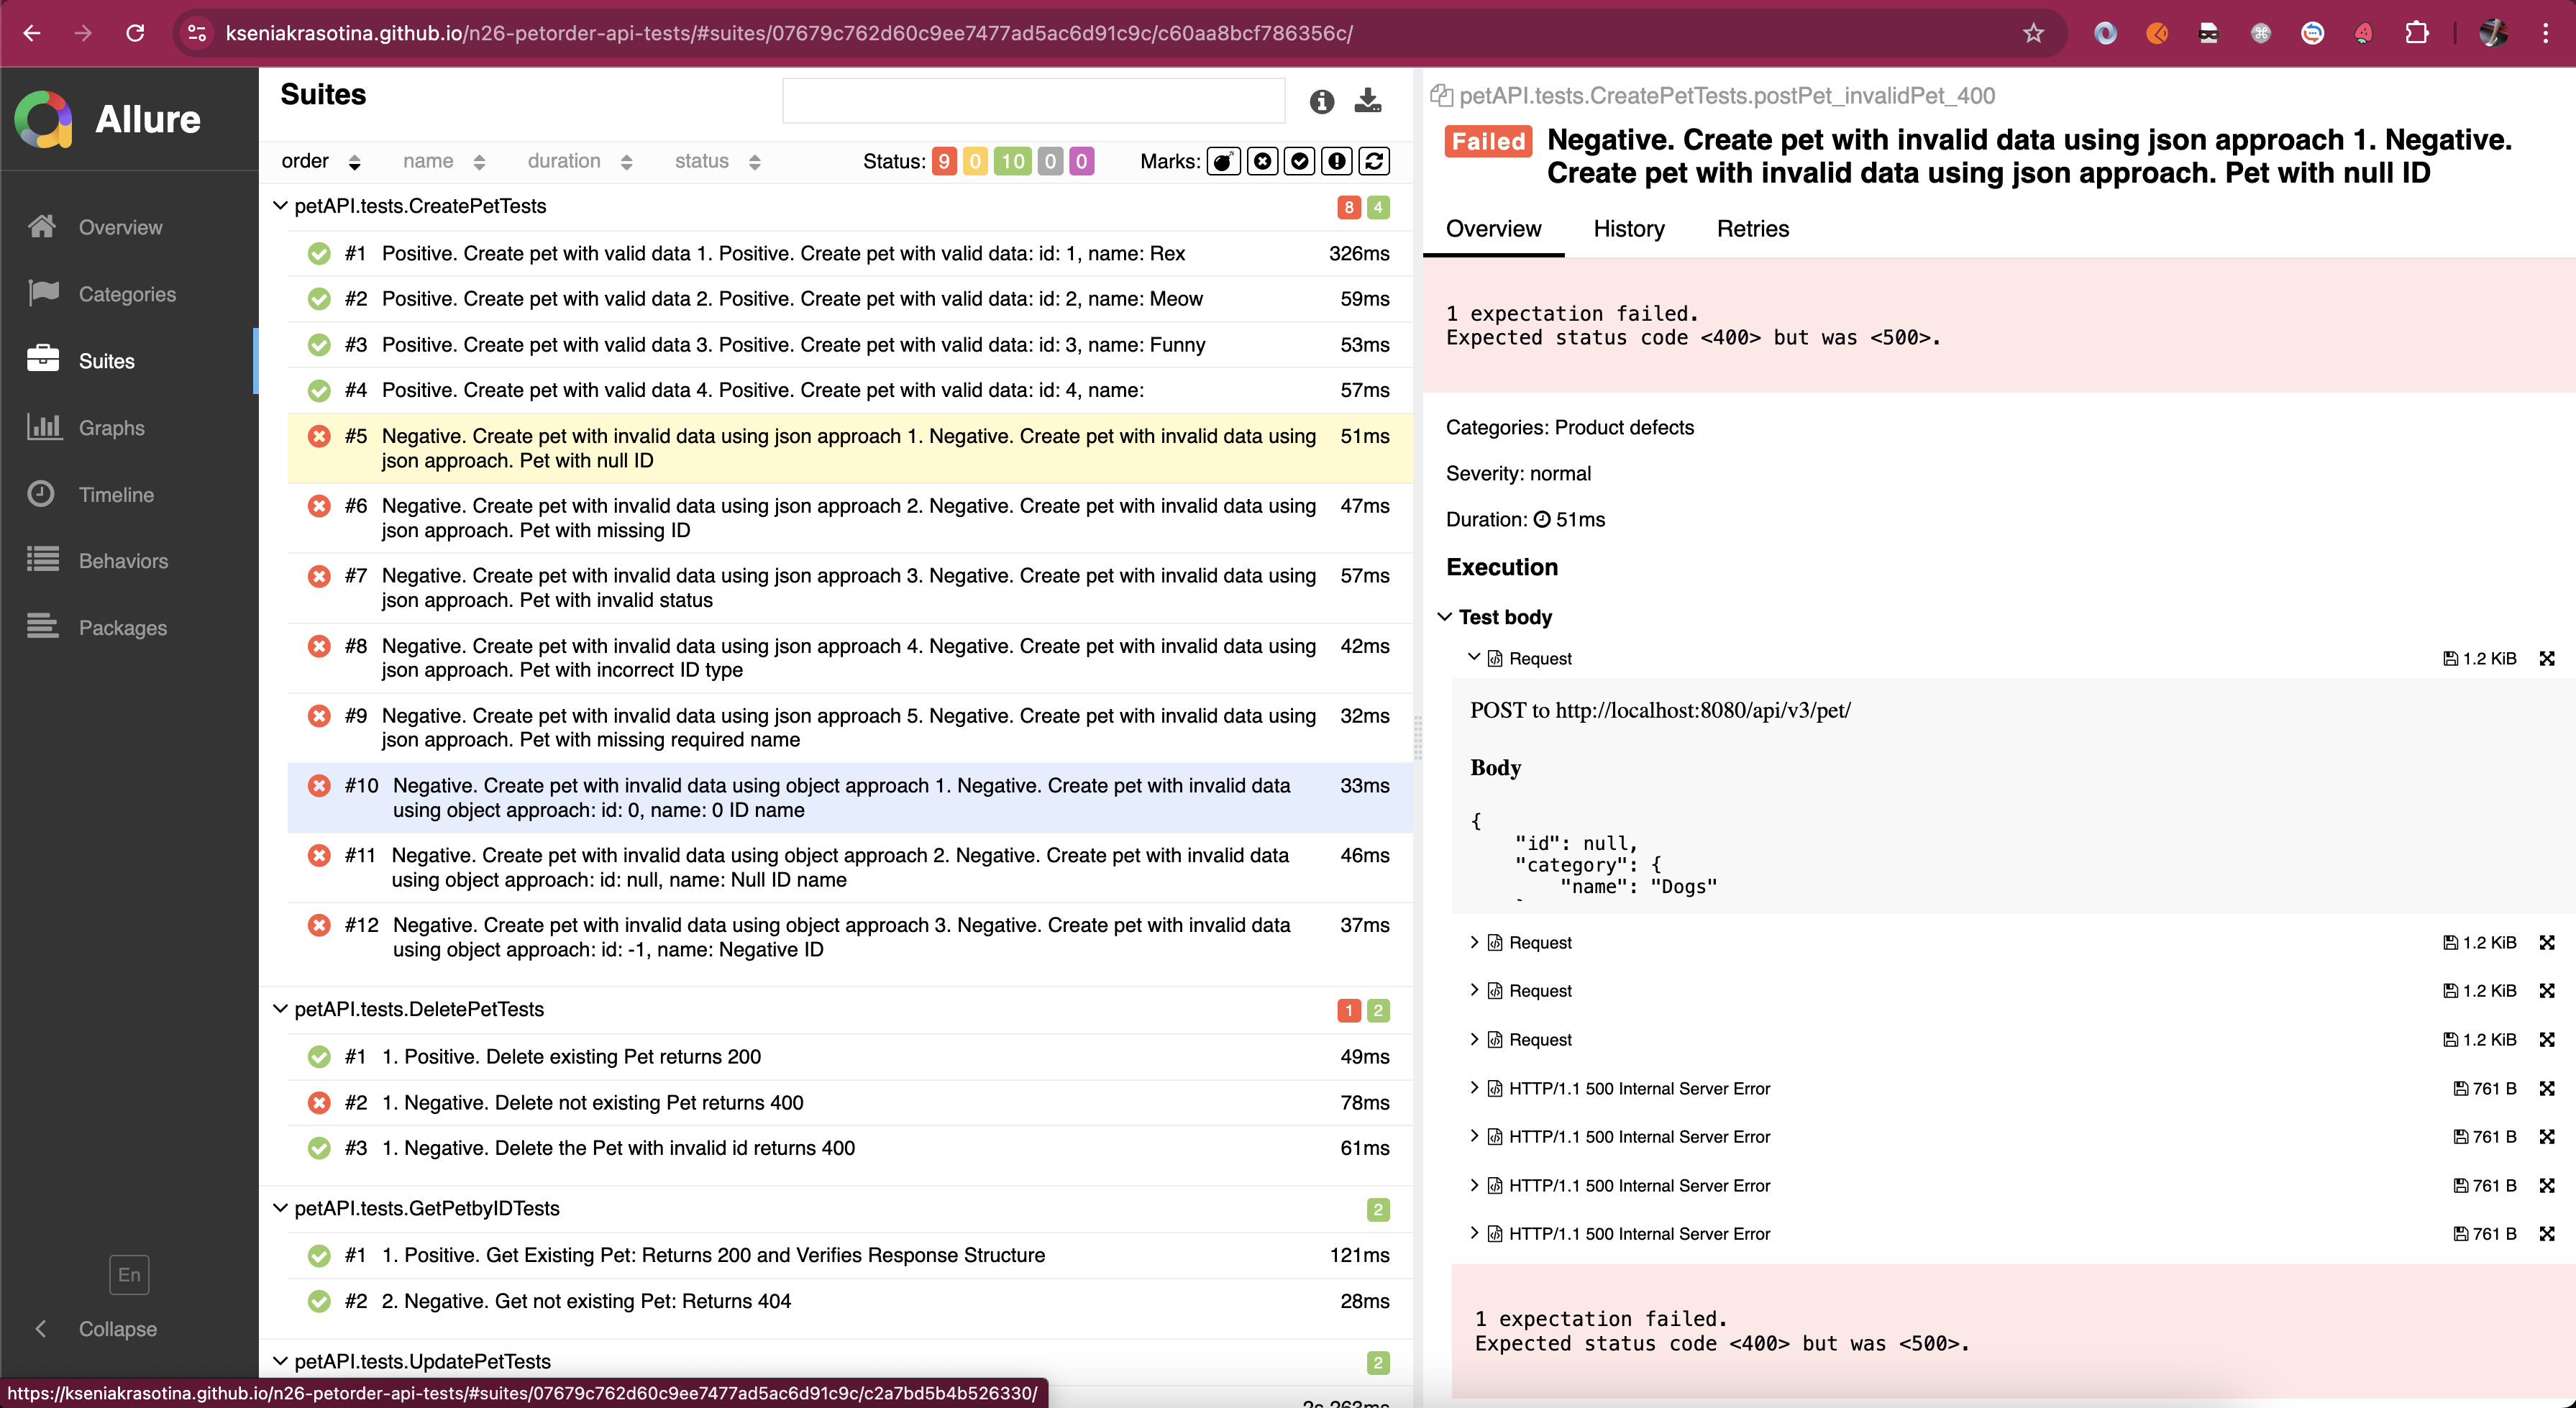 kseniakrasotina.github.io/n26-petorder-api-tests/#suites/07679c762d60c9ee7477ad5ac6d91c9c/c60aa8bcf786356c/
Allure
Overview
Categories
Suites
Graphs
Timeline
Behaviors
Packages
En
Collapse
Suites
order name duration status Status: 9 0 10 0 0 Marks:
petAPI.tests.CreatePetTests 8 4
#1 Positive. Create pet with valid data 1. Positive. Create pet with valid data: id: 1, name: Rex 326ms
#2 Positive. Create pet with valid data 2. Positive. Create pet with valid data: id: 2, name: Meow 59ms
#3 Positive. Create pet with valid data 3. Positive. Create pet with valid data: id: 3, name: Funny 53ms
#4 Positive. Create pet with valid data 4. Positive. Create pet with valid data: id: 4, name: 57ms
#5 Negative. Create pet with invalid data using json approach 1. Negative. Create pet with invalid data using 51ms
json approach. Pet with null ID
#6 Negative. Create pet with invalid data using json approach 2. Negative. Create pet with invalid data using 47ms
json approach. Pet with missing ID
#7 Negative. Create pet with invalid data using json approach 3. Negative. Create pet with invalid data using 57ms
json approach. Pet with invalid status
#8 Negative. Create pet with invalid data using json approach 4. Negative. Create pet with invalid data using 42ms
json approach. Pet with incorrect ID type
#9 Negative. Create pet with invalid data using json approach 5. Negative. Create pet with invalid data using 32ms
json approach. Pet with missing required name
#10 Negative. Create pet with invalid data using object approach 1. Negative. Create pet with invalid data 33ms
using object approach: id: 0, name: 0 ID name
#11 Negative. Create pet with invalid data using object approach 2. Negative. Create pet with invalid data 46ms
using object approach: id: null, name: Null ID name
#12 Negative. Create pet with invalid data using object approach 3. Negative. Create pet with invalid data 37ms
using object approach: id: -1, name: Negative ID
petAPI.tests.DeletePetTests 1 2
#1 1. Positive. Delete existing Pet returns 200 49ms
#2 1. Negative. Delete not existing Pet returns 400 78ms
#3 1. Negative. Delete the Pet with invalid id returns 400 61ms
petAPI.tests.GetPetbyIDTests 2
#1 1. Positive. Get Existing Pet: Returns 200 and Verifies Response Structure 121ms
#2 2. Negative. Get not existing Pet: Returns 404 28ms
petAPI.tests.UpdatePetTests 2
2s 263ms
https://kseniakrasotina.github.io/n26-petorder-api-tests/#suites/07679c762d60c9ee7477ad5ac6d91c9c/c2a7bd5b4b526330/
petAPI.tests.CreatePetTests.postPet_invalidPet_400
Failed Negative. Create pet with invalid data using json approach 1. Negative.
Create pet with invalid data using json approach. Pet with null ID
Overview History Retries
1 expectation failed.
Expected status code <400> but was <500>.
Categories: Product defects
Severity: normal
Duration: 51ms
Execution
Test body
Request 1.2 KiB
POST to http://localhost:8080/api/v3/pet/
Body
{
"id": null,
"category": {
"name": "Dogs"
Request 1.2 KiB
Request 1.2 KiB
Request 1.2 KiB
HTTP/1.1 500 Internal Server Error 761 B
HTTP/1.1 500 Internal Server Error 761 B
HTTP/1.1 500 Internal Server Error 761 B
HTTP/1.1 500 Internal Server Error 761 B
1 expectation failed.
Expected status code <400> but was <500>.